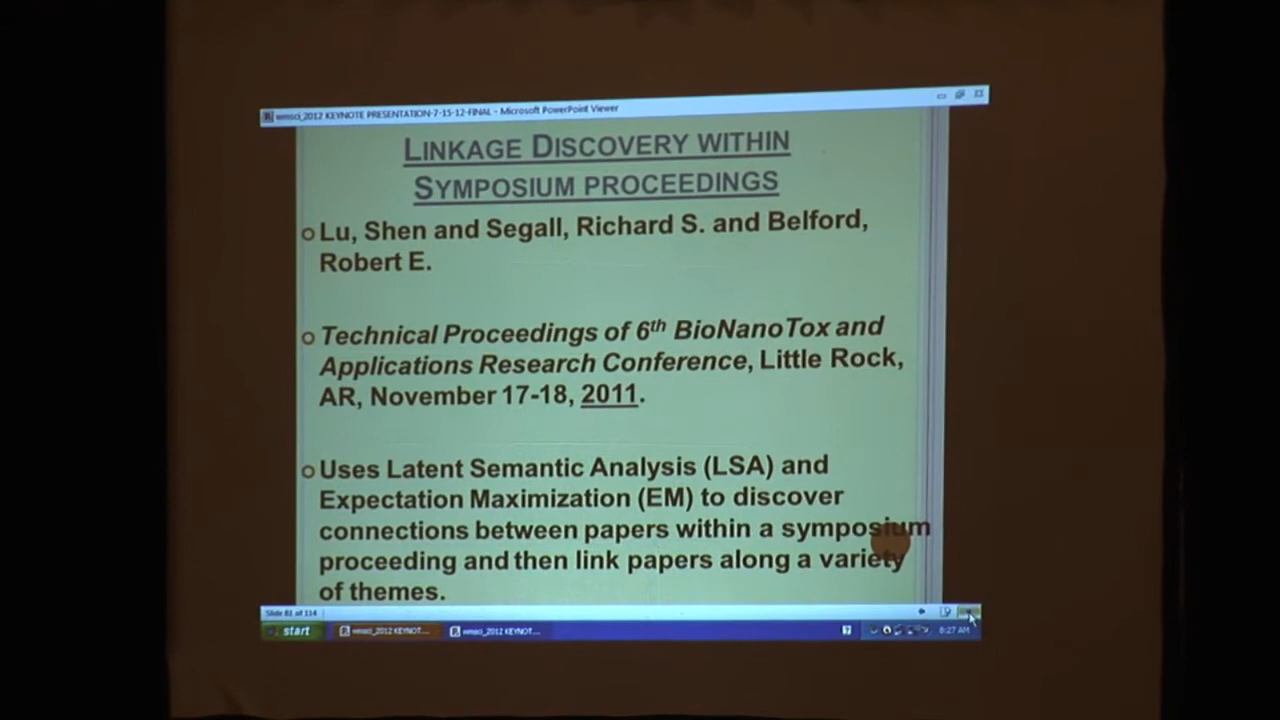 wmsci_2012 KEYNOTE PRESENTATION-7-15-12-FINAL - Microsoft PowerPoint Viewer
LINKAGE DISCOVERY WITHIN
SYMPOSIUM PROCEEDINGS
Lu, Shen and Segall, Richard S. and Belford,
Robert E.
Technical Proceedings of 6th BioNanoTox and
Applications Research Conference, Little Rock,
AR, November 17-18, 2011.
Uses Latent Semantic Analysis (LSA) and
Expectation Maximization (EM) to discover
connections between papers within a symposium
proceeding and then link papers along a variety
of themes.
Slide 81 of 114
start
wmsci_2012 KEYNOT...
wmsci_2012 KEYNOT...
6:27 AM